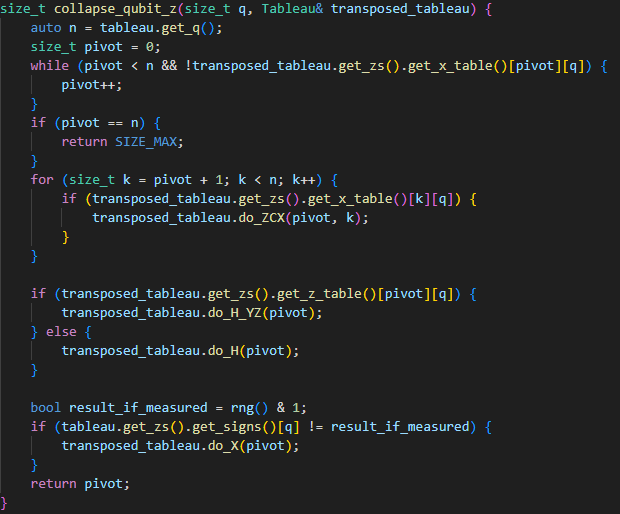 size_t collapse_qubit_z(size_t q, Tableau& transposed_tableau) {
    auto n = tableau.get_q();
    size_t pivot = 0;
    while (pivot < n && !transposed_tableau.get_zs().get_x_table()[pivot][q]) {
        pivot++;
    }
    if (pivot == n) {
        return SIZE_MAX;
    }
    for (size_t k = pivot + 1; k < n; k++) {
        if (transposed_tableau.get_zs().get_x_table()[k][q]) {
            transposed_tableau.do_ZCX(pivot, k);
        }
    }

    if (transposed_tableau.get_zs().get_z_table()[pivot][q]) {
        transposed_tableau.do_H_YZ(pivot);
    } else {
        transposed_tableau.do_H(pivot);
    }

    bool result_if_measured = rng() & 1;
    if (tableau.get_zs().get_signs()[q] != result_if_measured) {
        transposed_tableau.do_X(pivot);
    }
    return pivot;
}